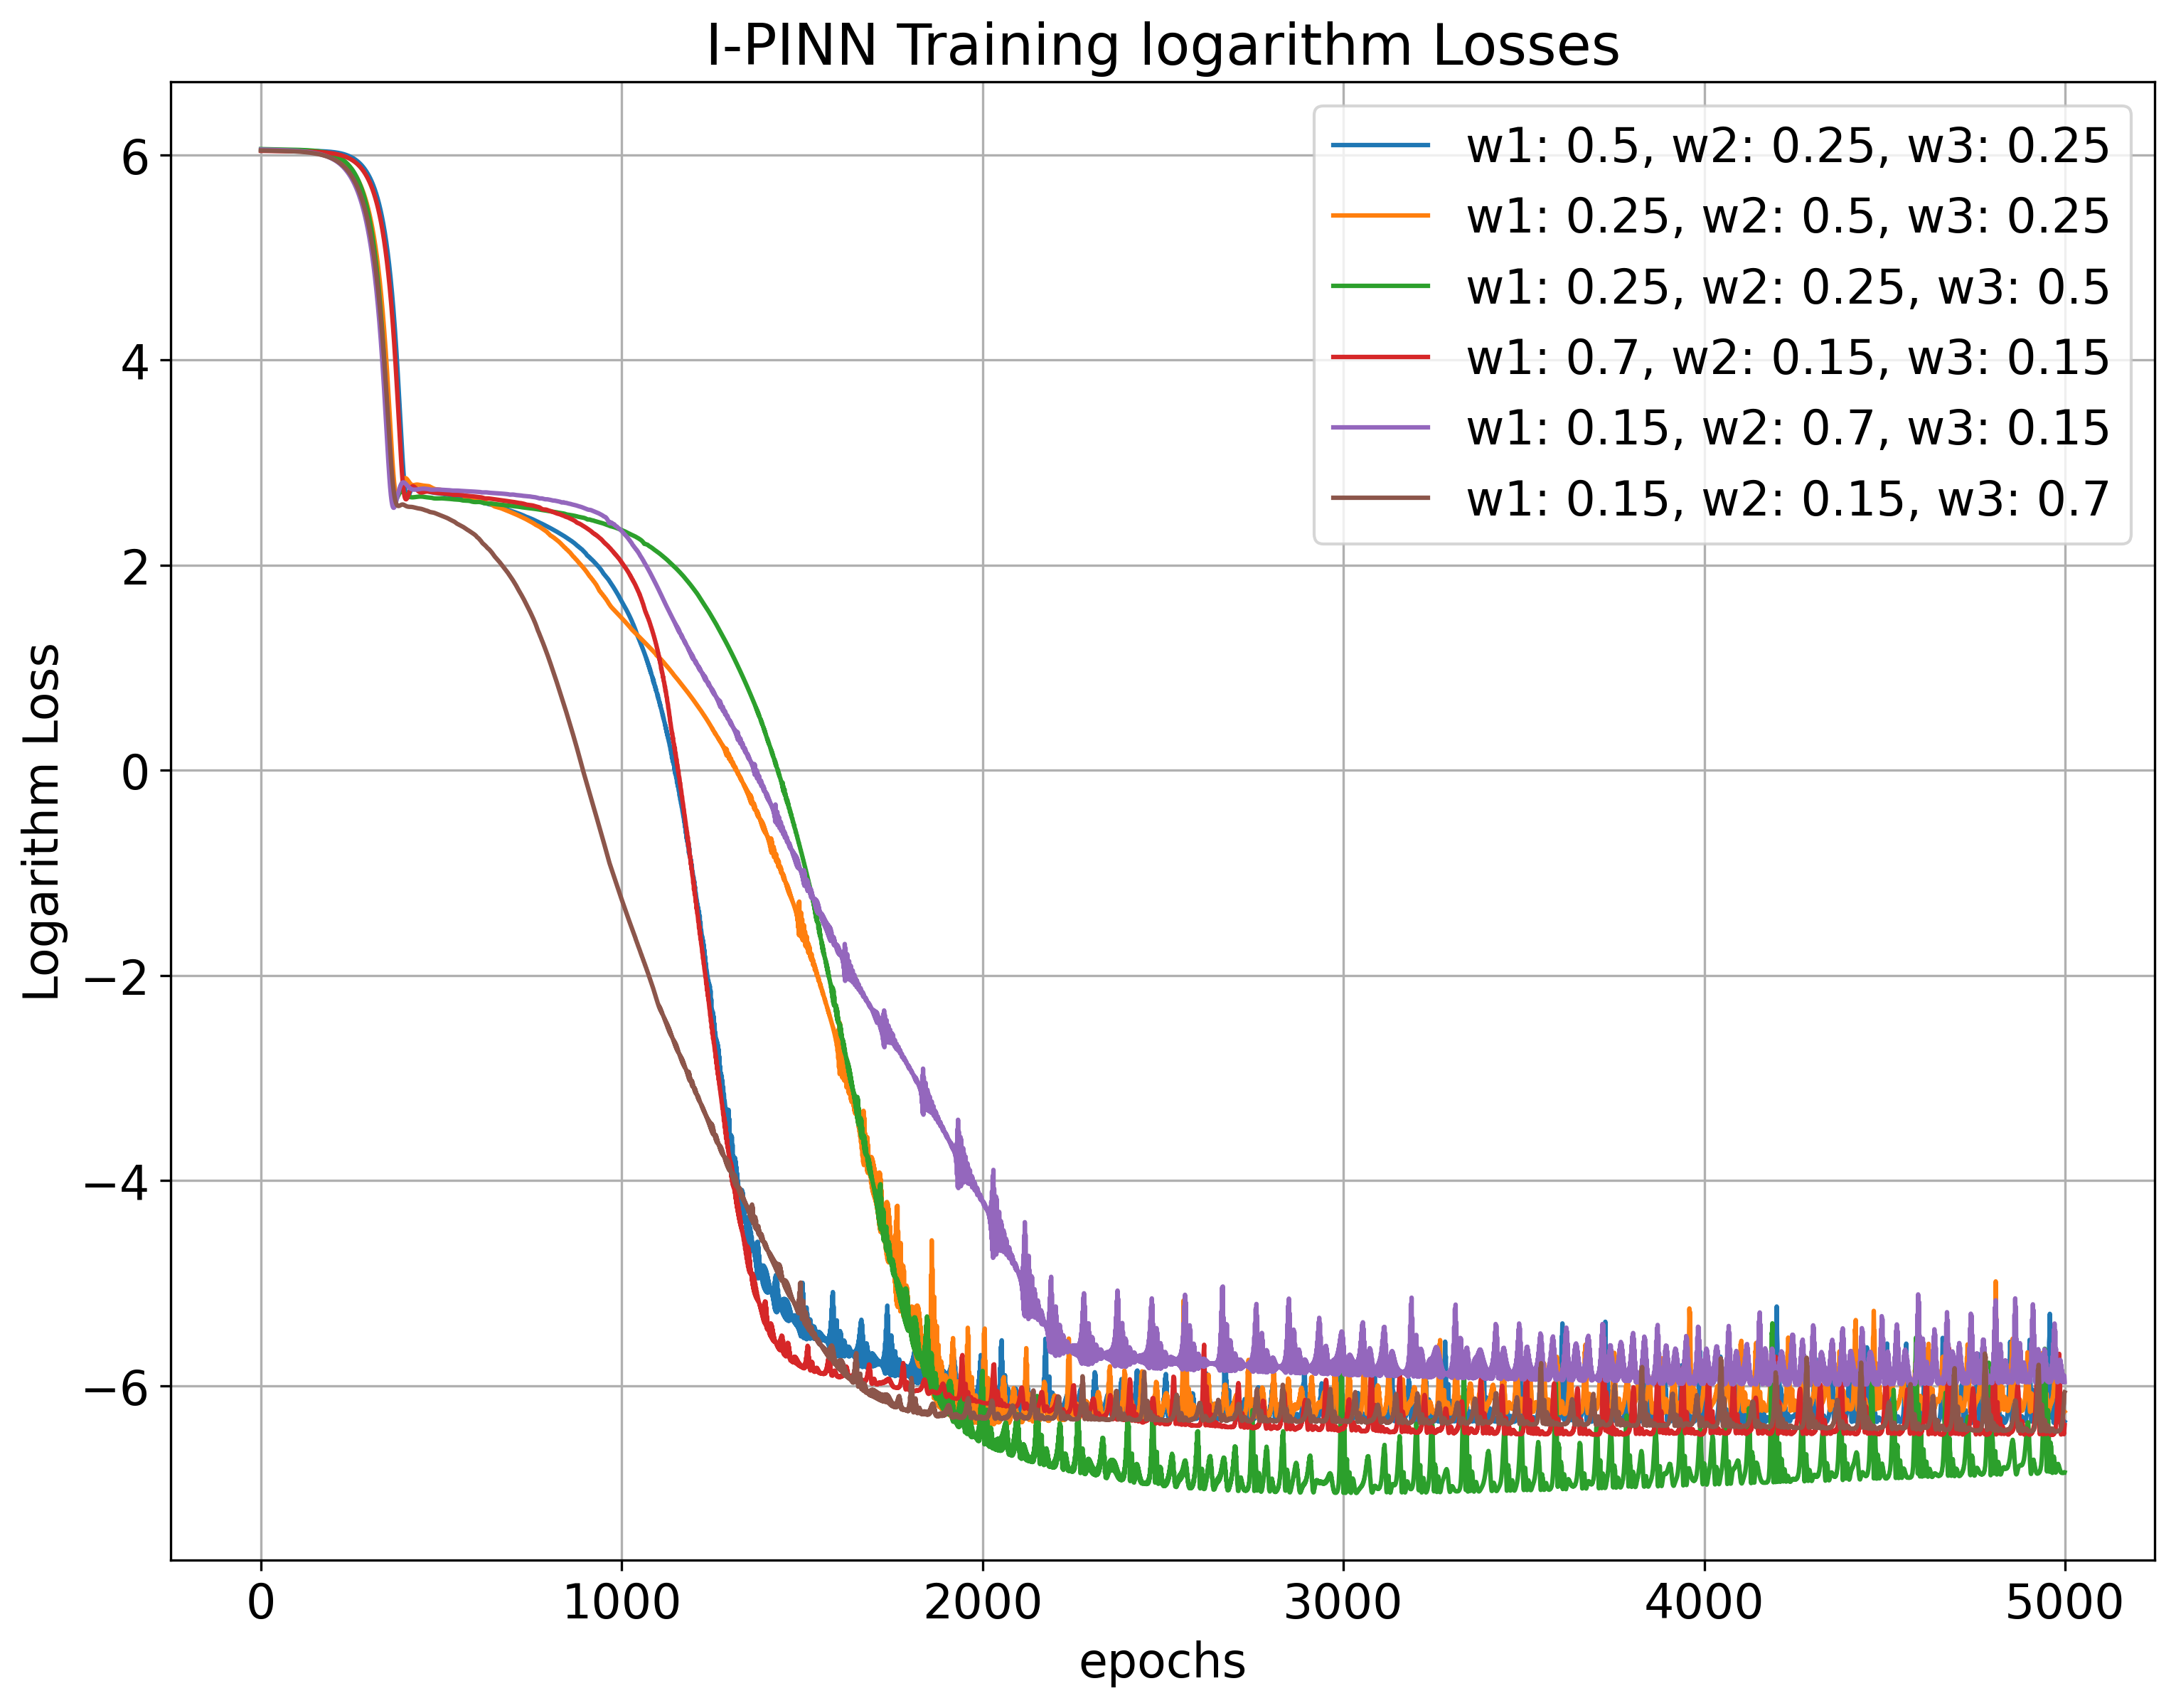 I-PINN Training logarithm Losses
w1: 0.5, w2: 0.25, w3: 0.25
w1: 0.25, w2: 0.5, w3: 0.25
w1: 0.25, w2: 0.25, w3: 0.5
w1: 0.7, w2: 0.15, w3: 0.15
w1: 0.15, w2: 0.7, w3: 0.15
w1: 0.15, w2: 0.15, w3: 0.7
Logarithm Loss
6
4
2
0
−2
−4
−6
0 1000 2000 3000 4000 5000
epochs